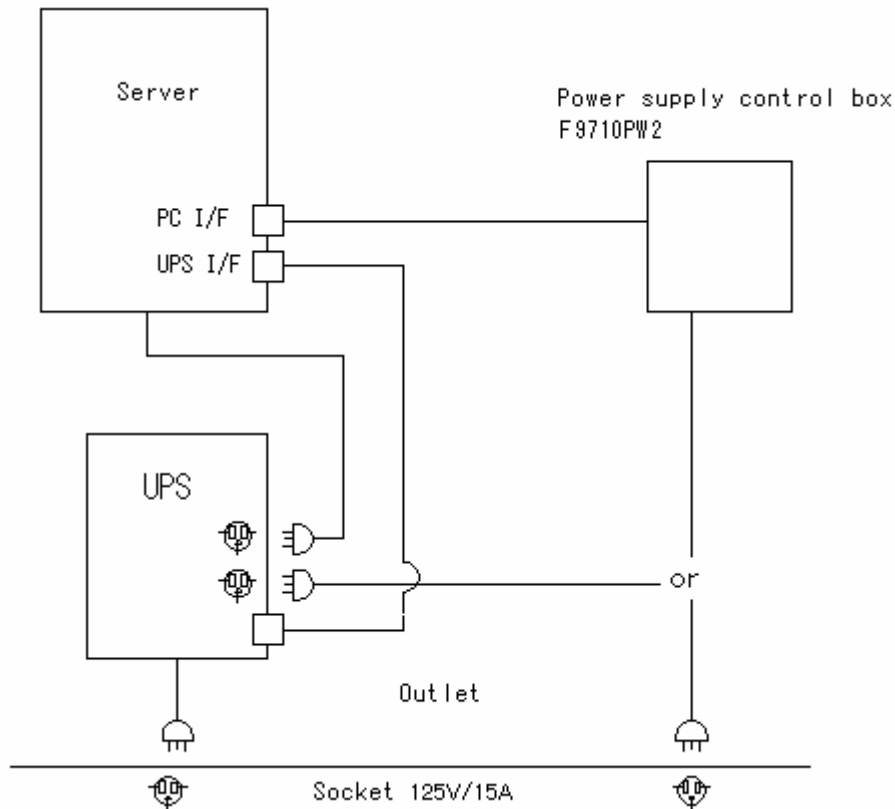 Server
Power supply control box
F9710PW2
PC I/F
UPS I/F
UPS
or
Outlet
Socket 125V/15A